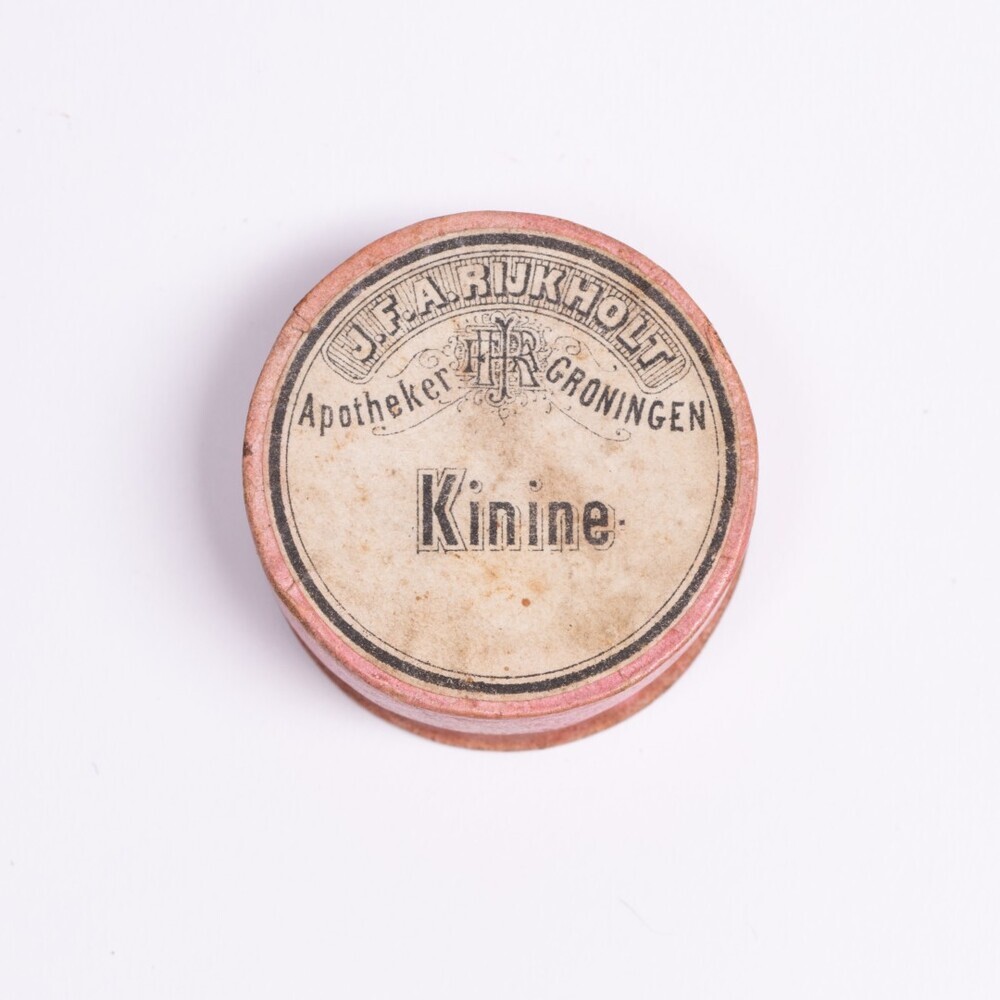 J.F.A. RIJKHOLT
Apotheker GRONINGEN
Kinine.